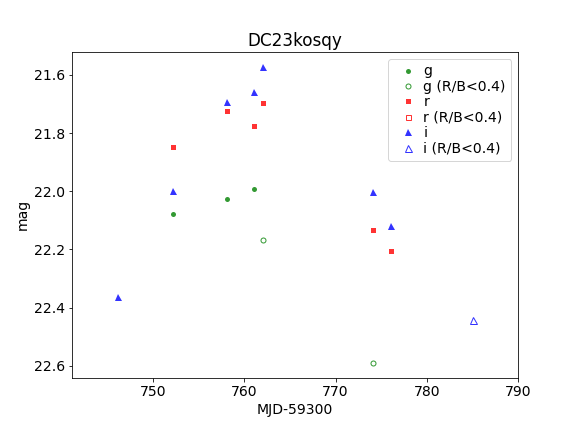 DC23kosqy
g
g (R/B<0.4)
r
r (R/B<0.4)
i
i (R/B<0.4)
21.6
21.8
22.0
22.2
22.4
22.6
mag
750
760
770
780
790
MJD-59300